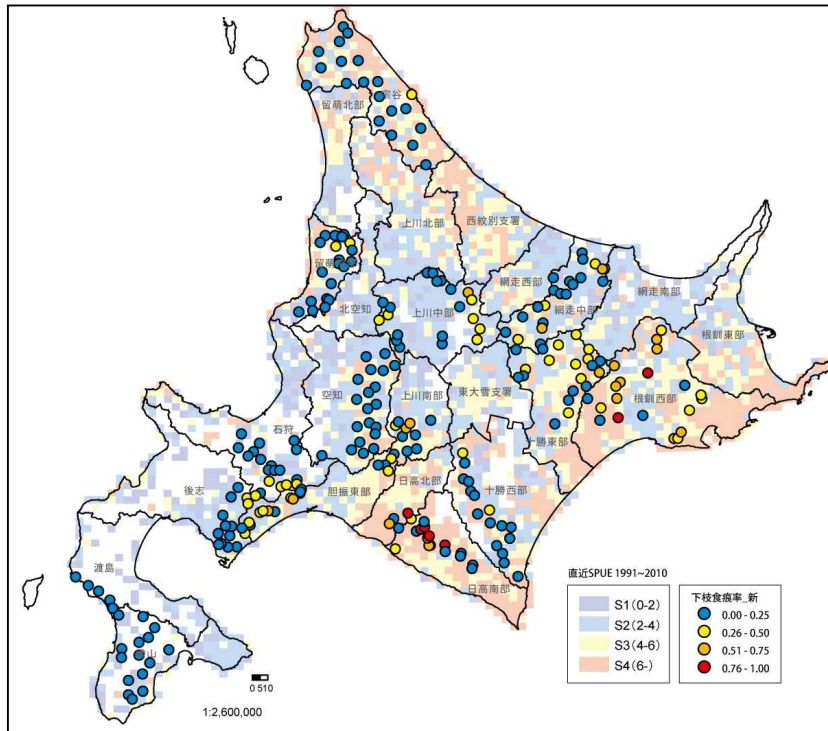 宗谷
留萌北部
上川北部
西紋別支署
留萌
網走西部
網走中部
網走南部
北空知
上川中部
根釧東部
空知
上川南部
東大雪支署
根釧西部
石狩
十勝東部
後志
胆振東部
日高北部
十勝西部
渡島
日高南部
山
0 510
1:2,600,000
直近SPUE 1991~2010
S1(0-2)
S2(2-4)
S3(4-6)
S4(6-)
下枝食痕率_新
0.00 - 0.25
0.26 - 0.50
0.51 - 0.75
0.76 - 1.00